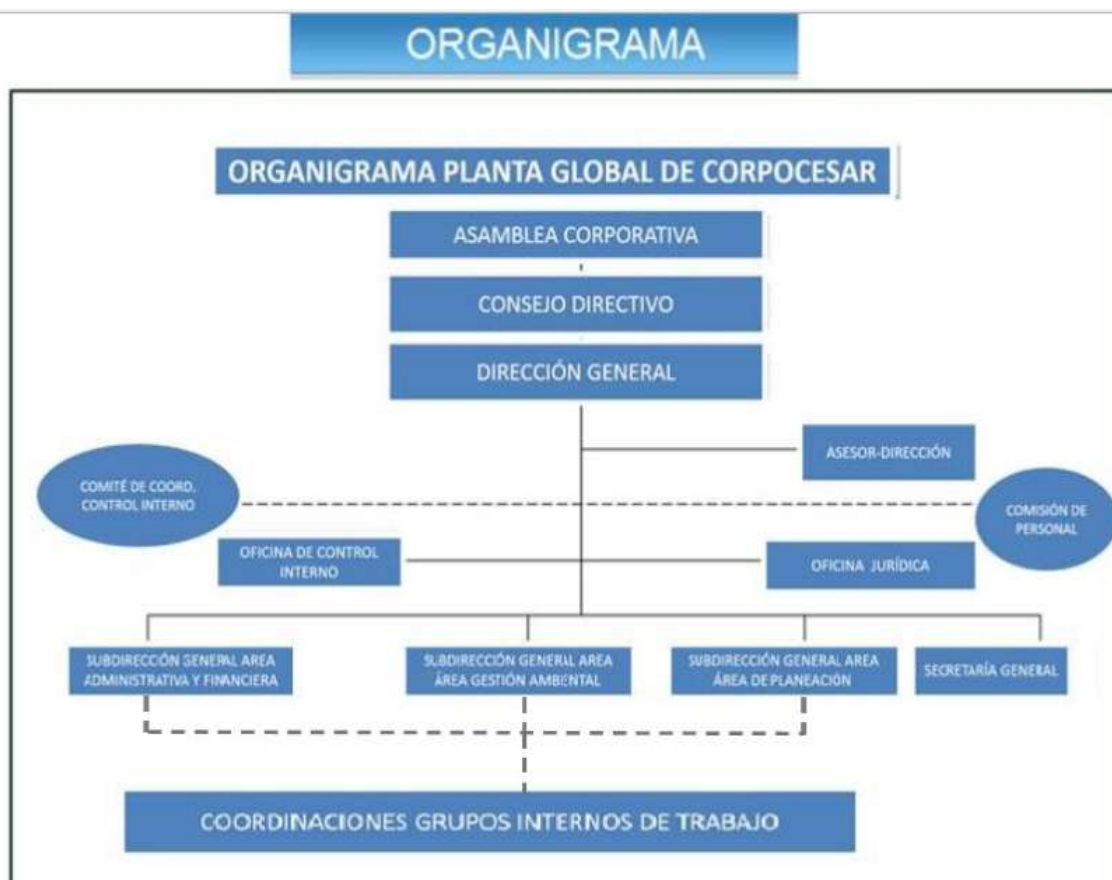 ORGANIGRAMA
ORGANIGRAMA PLANTA GLOBAL DE CORPOCESAR
ASAMBLEA CORPORATIVA
CONSEJO DIRECTIVO
DIRECCIÓN GENERAL
ASESOR-DIRECCIÓN
COMITÉ DE COORD.
CONTROL INTERNO
COMISIÓN DE
PERSONAL
OFICINA DE CONTROL
INTERNO
OFICINA JURÍDICA
SUBDIRECCIÓN GENERAL AREA
ADMINISTRATIVA Y FINANCIERA
SUBDIRECCIÓN GENERAL AREA
ÁREA GESTIÓN AMBIENTAL
SUBDIRECCIÓN GENERAL AREA
ÁREA DE PLANEACIÓN
SECRETARÍA GENERAL
COORDINACIONES GRUPOS INTERNOS DE TRABAJO